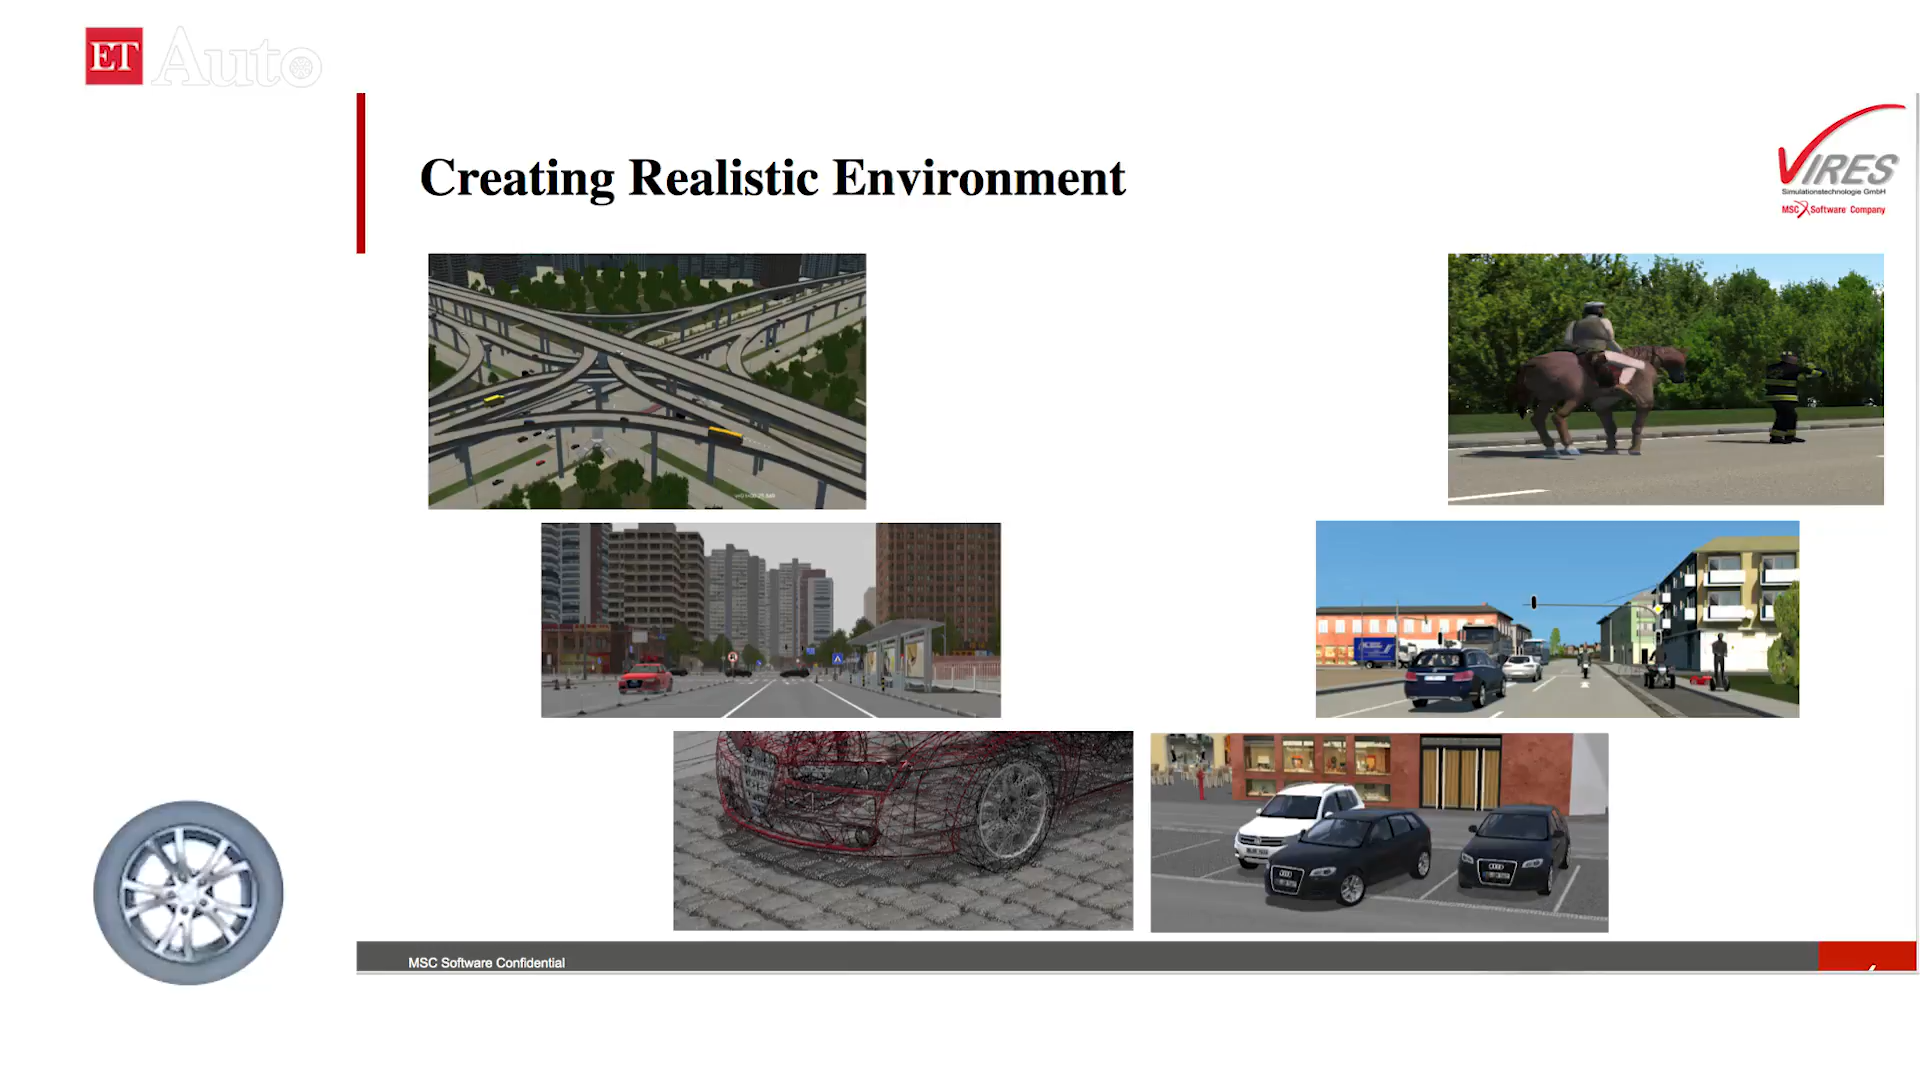 ET Auto
Creating Realistic Environment
VIRES
Simulationstechnologie GmbH
MSC Software Company
MSC Software Confidential